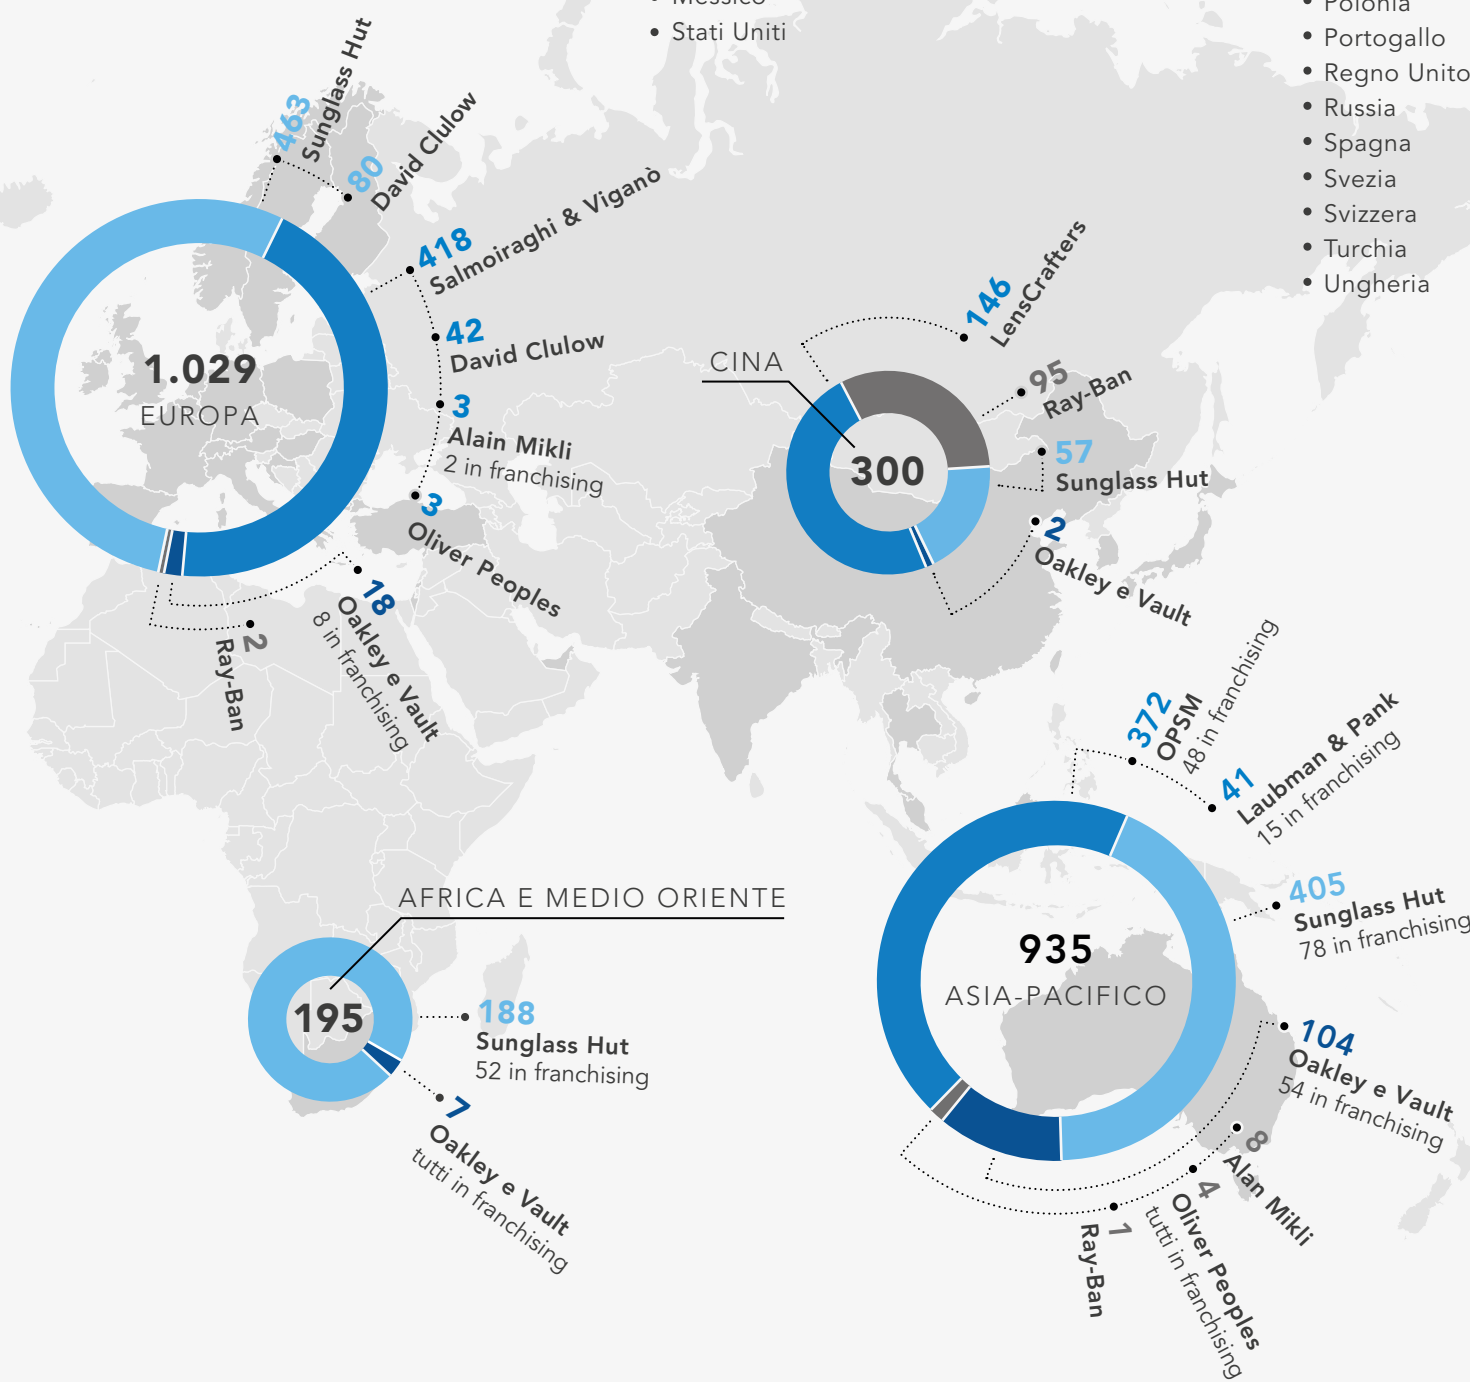 Messico
• Stati Uniti
Polonia
• Portogallo
• Regno Unito
• Russia
• Spagna
• Svezia
• Svizzera
• Turchia
• Ungheria
463
Sunglass Hut
80
David Clulow
418
Salmoiraghi & Viganò
42
David Clulow
3
Alain Mikli
2 in franchising
3
Oliver Peoples
18
Oakley e Vault
8 in franchising
2
Ray-Ban
1.029
EUROPA
CINA
300
146
LensCrafters
95
Ray-Ban
57
Sunglass Hut
2
Oakley e Vault
AFRICA E MEDIO ORIENTE
195
188
Sunglass Hut
52 in franchising
7
Oakley e Vault
tutti in franchising
935
ASIA-PACIFICO
372
OPSM
48 in franchising
41
Laubman & Pank
15 in franchising
405
Sunglass Hut
78 in franchising
104
Oakley e Vault
54 in franchising
8
Alan Mikli
4
Oliver Peoples
tutti in franchising
1
Ray-Ban